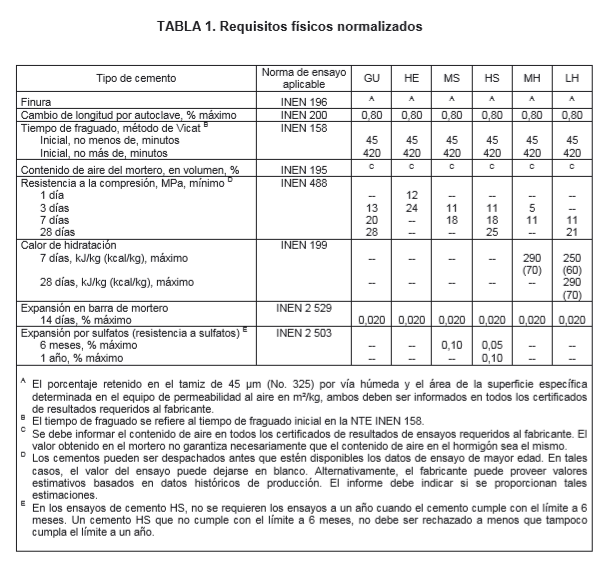 TABLA 1. Requisitos físicos normalizados
Tipo de cemento Norma de ensayo aplicable GU HE MS HS MH LH
Finura INEN 196 A A A A A A
Cambio de longitud por autoclave, % máximo INEN 200 0,80 0,80 0,80 0,80 0,80 0,80
Tiempo de fraguado, método de Vicat B INEN 158
Inicial, no menos de, minutos 45 45 45 45 45 45
Inicial, no más de, minutos 420 420 420 420 420 420
Contenido de aire del mortero, en volumen, % INEN 195 C C C C C C
Resistencia a la compresión, MPa, mínimo D INEN 488
1 día -- 12 -- -- -- --
3 días 13 24 11 11 5 --
7 días 20 -- 18 18 11 11
28 días 28 -- -- 25 -- 21
Calor de hidratación INEN 199
7 días, kJ/kg (kcal/kg), máximo -- -- -- -- 290 250
(70) (60)
28 días, kJ/kg (kcal/kg), máximo -- -- -- -- -- 290
(70)
Expansión en barra de mortero INEN 2 529
14 días, % máximo 0,020 0,020 0,020 0,020 0,020 0,020
Expansión por sulfatos (resistencia a sulfatos) E INEN 2 503
6 meses, % máximo -- -- 0,10 0,05 -- --
1 año, % máximo -- -- -- 0,10 -- --
A El porcentaje retenido en el tamiz de 45 µm (No. 325) por vía húmeda y el área de la superficie específica
determinada en el equipo de permeabilidad al aire en m²/kg, ambos deben ser informados en todos los certificados
de resultados requeridos al fabricante.
B El tiempo de fraguado se refiere al tiempo de fraguado inicial en la NTE INEN 158.
C Se debe informar el contenido de aire en todos los certificados de resultados de ensayos requeridos al fabricante. El
valor obtenido en el mortero no garantiza necesariamente que el contenido de aire en el hormigón sea el mismo.
D Los cementos pueden ser despachados antes que estén disponibles los datos de ensayo de mayor edad. En tales
casos, el valor del ensayo puede dejarse en blanco. Alternativamente, el fabricante puede proveer valores
estimativos basados en datos históricos de producción. El informe debe indicar si se proporcionan tales
estimaciones.
E En los ensayos de cemento HS, no se requieren los ensayos a un año cuando el cemento cumple con el límite a 6
meses. Un cemento HS que no cumple con el límite a 6 meses, no debe ser rechazado a menos que tampoco
cumpla el límite a un año.